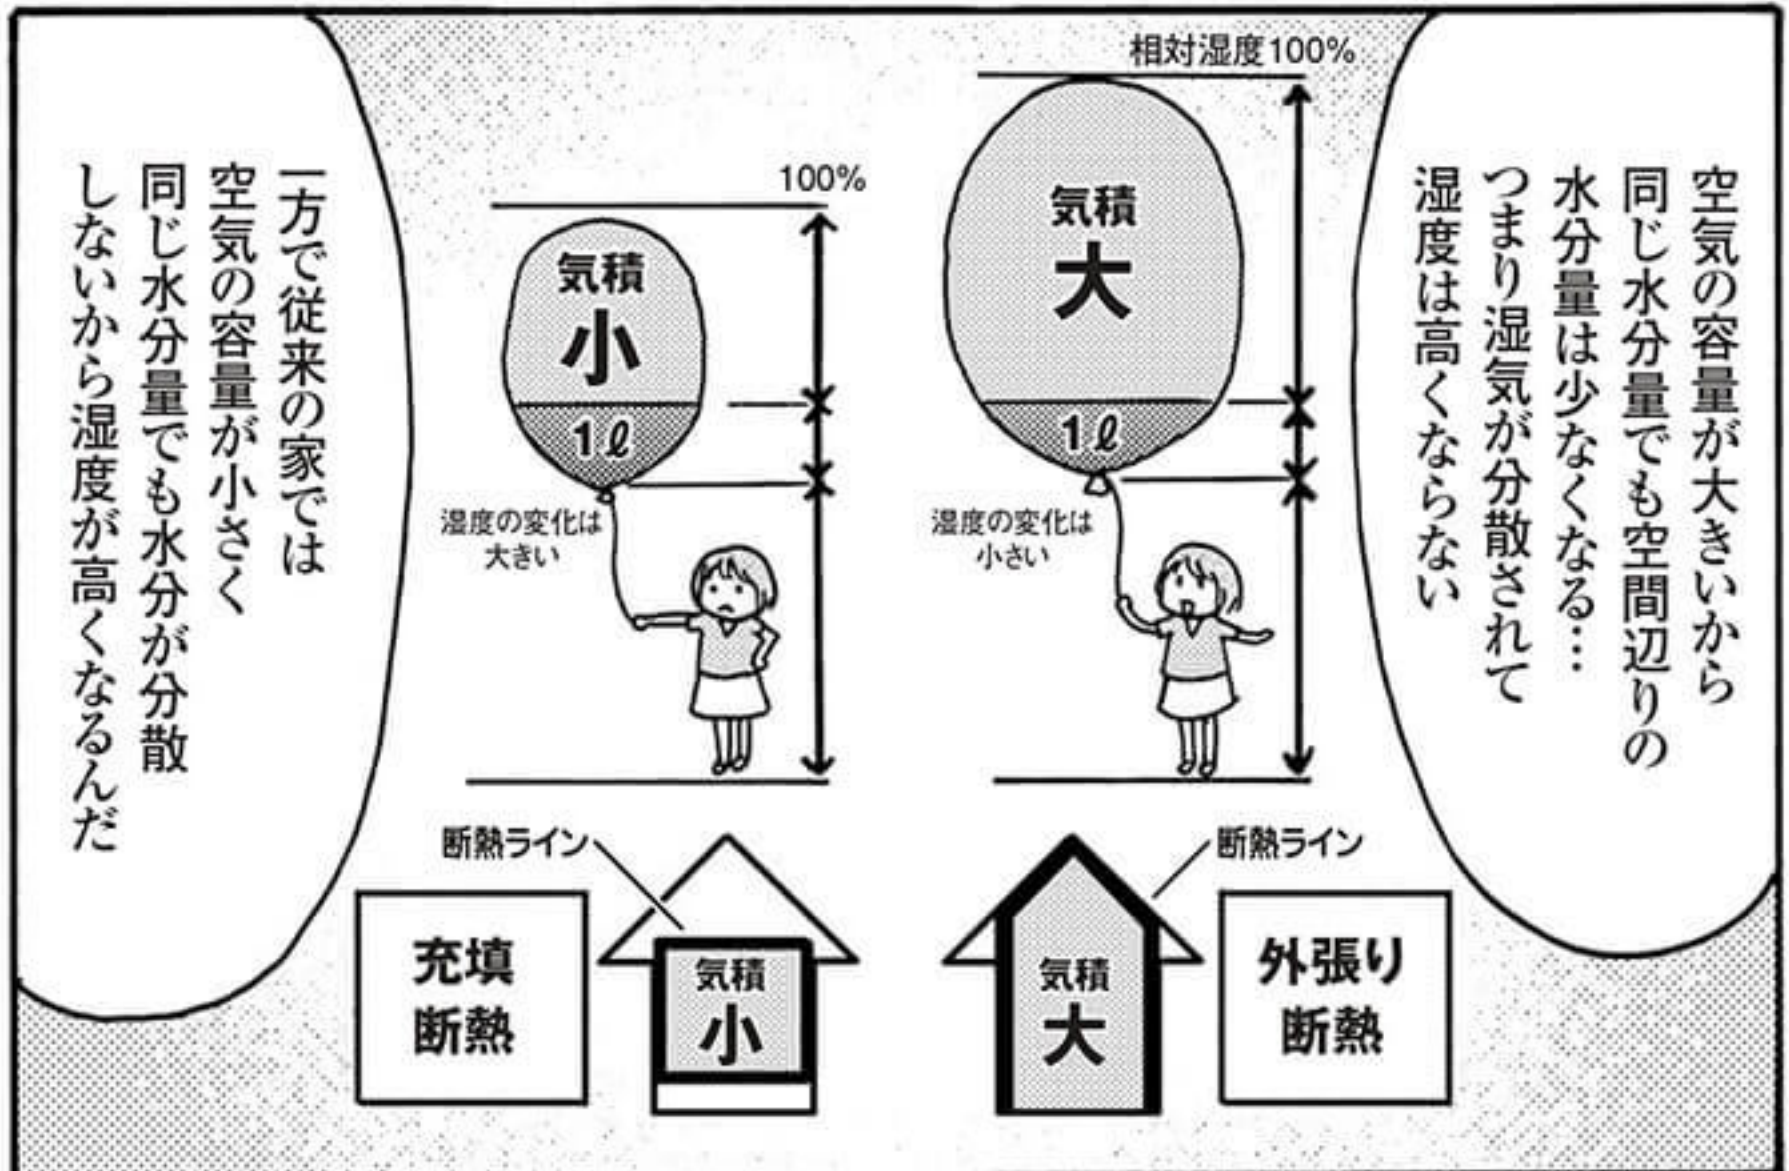 空気の容量が大きいから
同じ水分量でも空間辺りの
水分量は少なくなる…
つまり湿気が分散されて
湿度は高くならない
相対湿度100%
気積
大
1ℓ
湿度の変化は
小さい
断熱ライン
気積
大
外張り
断熱
100%
気積
小
1ℓ
湿度の変化は
大きい
断熱ライン
気積
小
充填
断熱
一方で従来の家では
空気の容量が小さく
同じ水分量でも水分が分散
しないから湿度が高くなるんだ